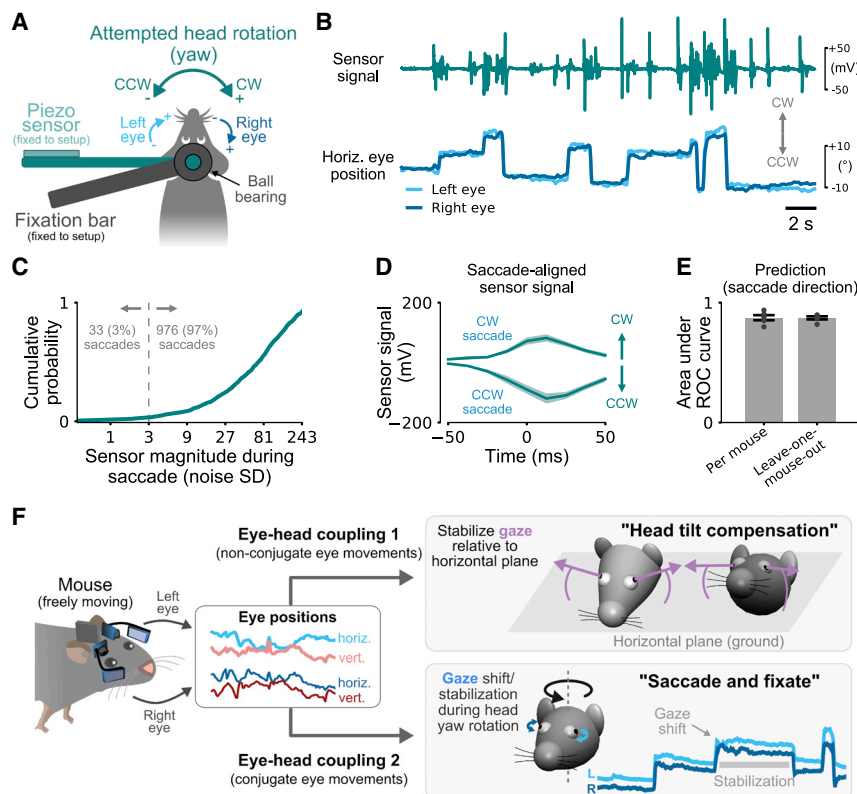 A
Attempted head rotation
(yaw)
CCW
-
CW
+
Piezo
sensor
(fixed to setup)
Left
eye
+
-
Right
eye
-
+
Ball
bearing
Fixation bar
(fixed to setup)
B
Sensor
signal
+50
(mV)
-50
CW
CCW
Horiz. eye
position
+10
(°)
-10
Left eye
Right eye
2 s
C
Cumulative
probability
1
0
33 (3%)
saccades
976 (97%)
saccades
1 3 9 27 81 243
Sensor magnitude during
saccade (noise SD)
D
Saccade-aligned
sensor signal
Sensor signal
(mV)
200
−200
CW
saccade
CW
CCW
saccade
CCW
−50 0 50
Time (ms)
E
Prediction
(saccade direction)
Area under
ROC curve
1
0
Per mouse
Leave-one-
mouse-out
F
Eye-head coupling 1
(non-conjugate eye movements)
Mouse
(freely moving)
Left
eye
Right
eye
Eye positions
horiz.
vert.
horiz.
vert.
Eye-head coupling 2
(conjugate eye movements)
Stabilize gaze
relative to
horizontal plane
"Head tilt compensation"
Horizontal plane (ground)
Gaze shift/
stabilization
during head
yaw rotation
"Saccade and fixate"
Gaze
shift
L
R
Stabilization